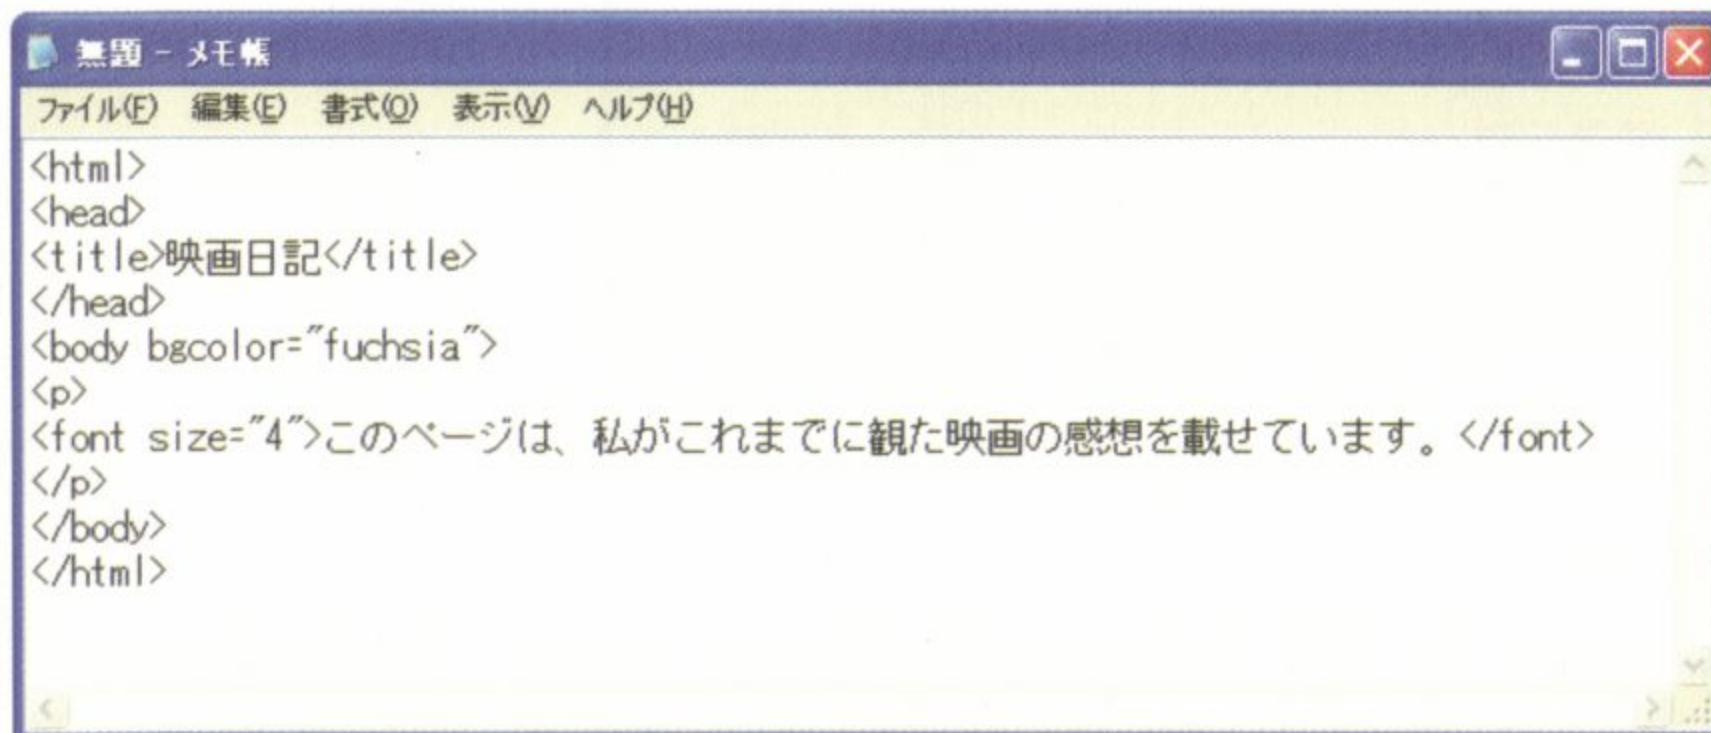 無題 - メモ帳
ファイル(F) 編集(E) 書式(O) 表示(V) ヘルプ(H)
<html>
<head>
<title>映画日記</title>
</head>
<body bgcolor="fuchsia">
<p>
<font size="4">このページは、私がこれまでに観た映画の感想を載せています。</font>
</p>
</body>
</html>